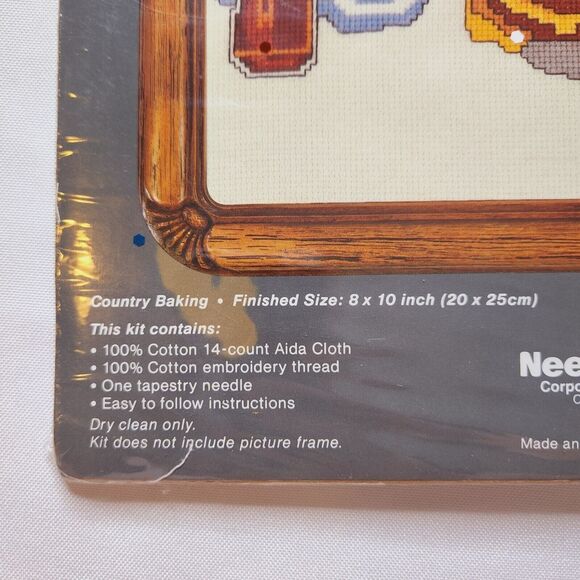 Country Baking • Finished Size: 8 x 10 inch (20 x 25cm)
This kit contains:
• 100% Cotton 14-count Aida Cloth
• 100% Cotton embroidery thread
• One tapestry needle
• Easy to follow instructions
Dry clean only.
Kit does not include picture frame.
Nee
Corpo
Made an